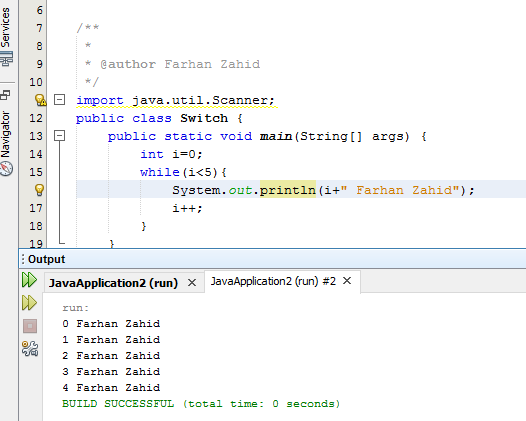 Services
Navigator
6
7 /**
8 *
9 * @author Farhan Zahid
10 */
import java.util.Scanner;
12 public class Switch {
13 public static void main(String[] args) {
14 int i=0;
15 while(i<5){
System.out.println(i+" Farhan Zahid");
17 i++;
18 }
19 }
Output
JavaApplication2 (run) × JavaApplication2 (run) #2 ×
run:
0 Farhan Zahid
1 Farhan Zahid
2 Farhan Zahid
3 Farhan Zahid
4 Farhan Zahid
BUILD SUCCESSFUL (total time: 0 seconds)